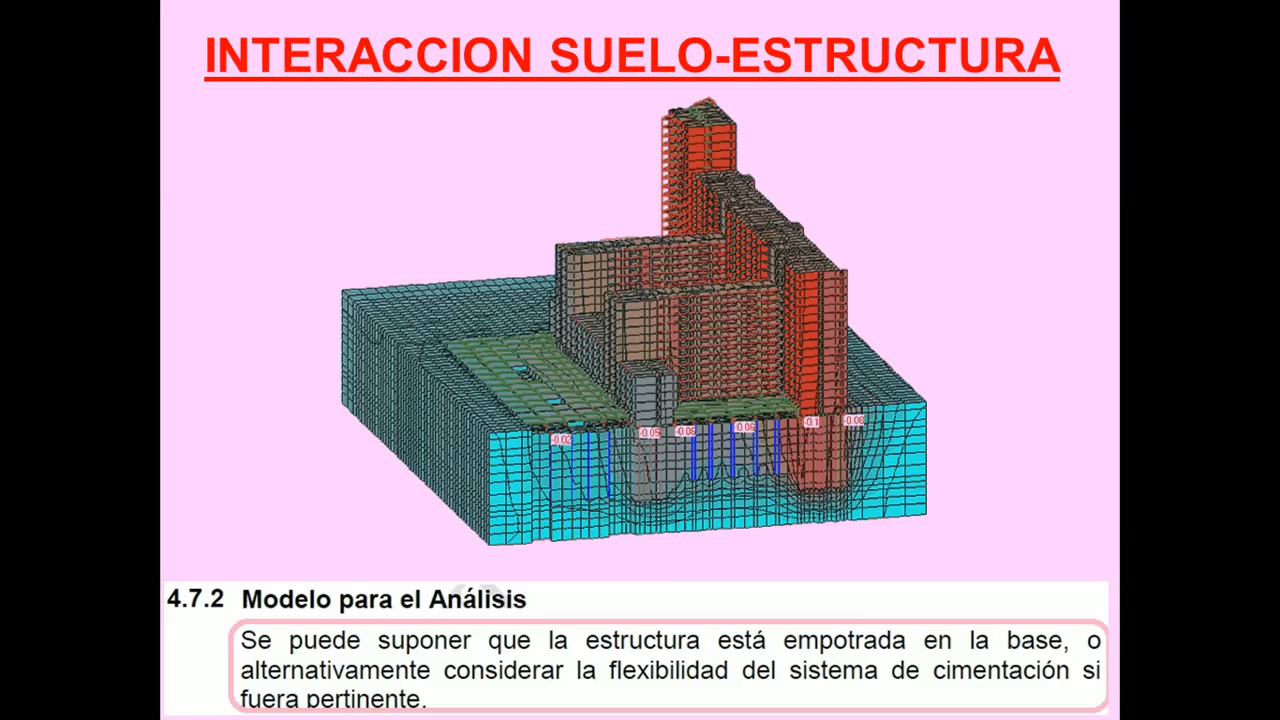 INTERACCION SUELO-ESTRUCTURA
-0.02
-0.05
-0.06
-0.06
-0.1
-0.08
4.7.2 Modelo para el Análisis
Se puede suponer que la estructura está empotrada en la base, o
alternativamente considerar la flexibilidad del sistema de cimentación si
fuera pertinente.